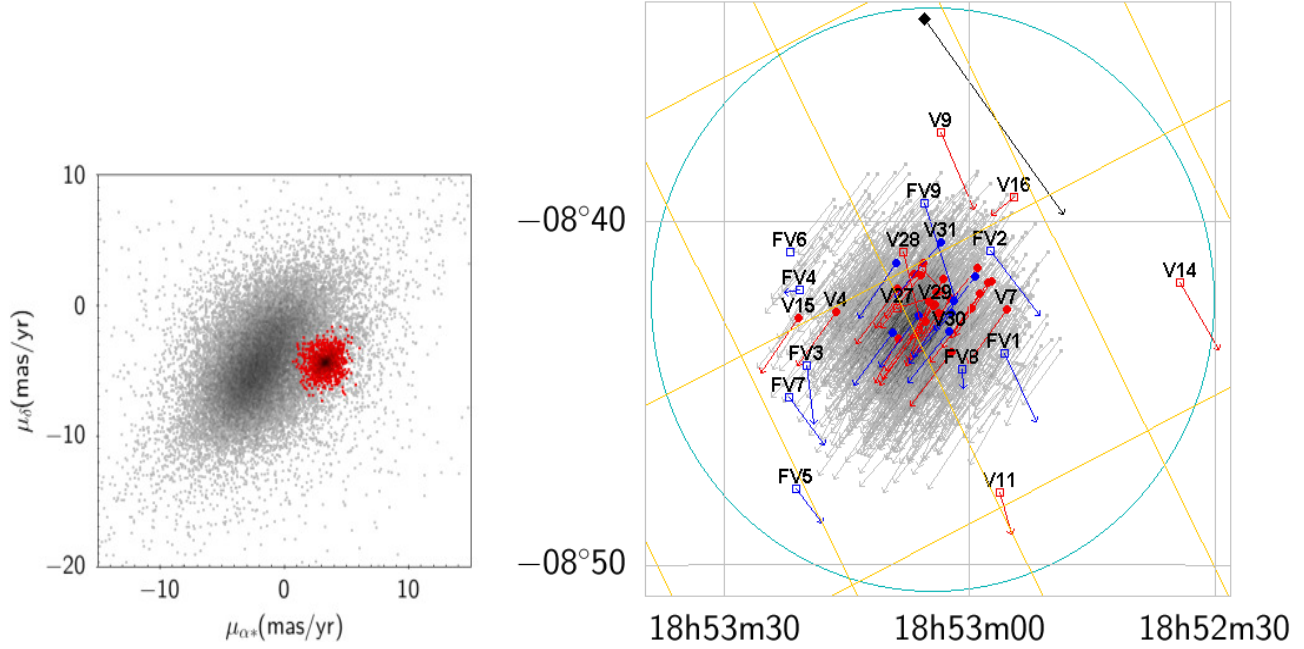 10
0
−10
−20
−10
0
10
μδ(mas/yr)
μα*(mas/yr)
V9
V16
FV9
FV6
V28
V31
FV2
FV4
V14
V15
V4
V27
V29
V7
V30
FV3
FV8
FV1
FV7
FV5
V11
−08°40
−08°50
18h53m30
18h53m00
18h52m30